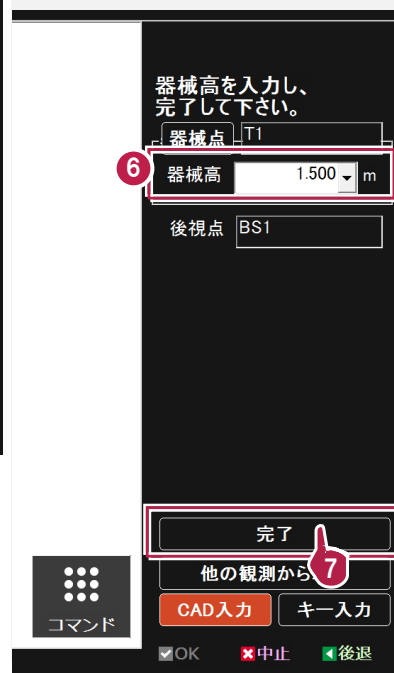 器械高を入力し、
完了して下さい。
器械点 T1
6
器械高 1.500 m
後視点 BS1
完了
他の観測から
7
CAD入力 キー入力
コマンド
OK 中止 後退